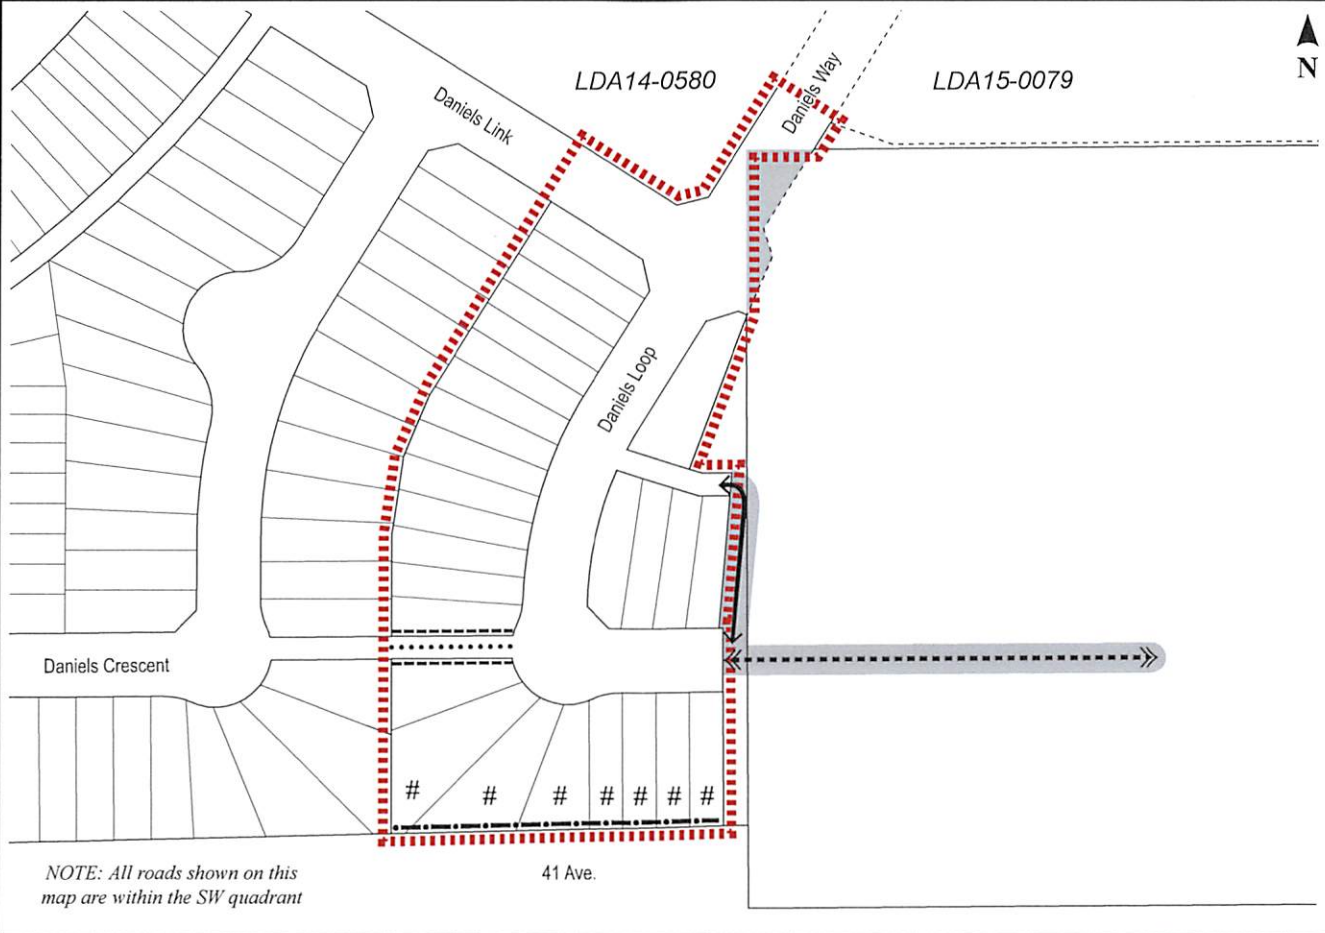 N
LDA14-0580
LDA15-0079
Daniels Way
Daniels Link
Daniels Loop
Daniels Crescent
# # # # # # #
NOTE: All roads shown on this
map are within the SW quadrant
41 Ave.